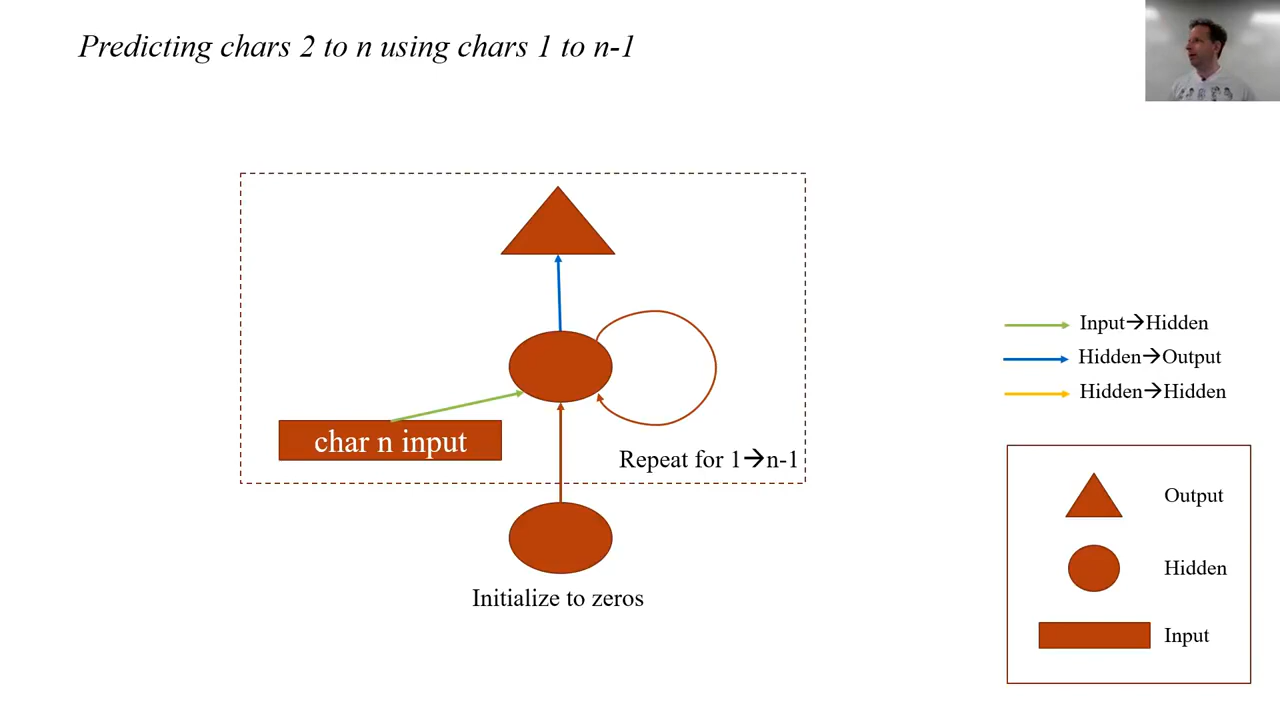 Predicting chars 2 to n using chars 1 to n-1
char n input
Repeat for 1→n-1
Initialize to zeros
Input→Hidden
Hidden→Output
Hidden→Hidden
Output
Hidden
Input